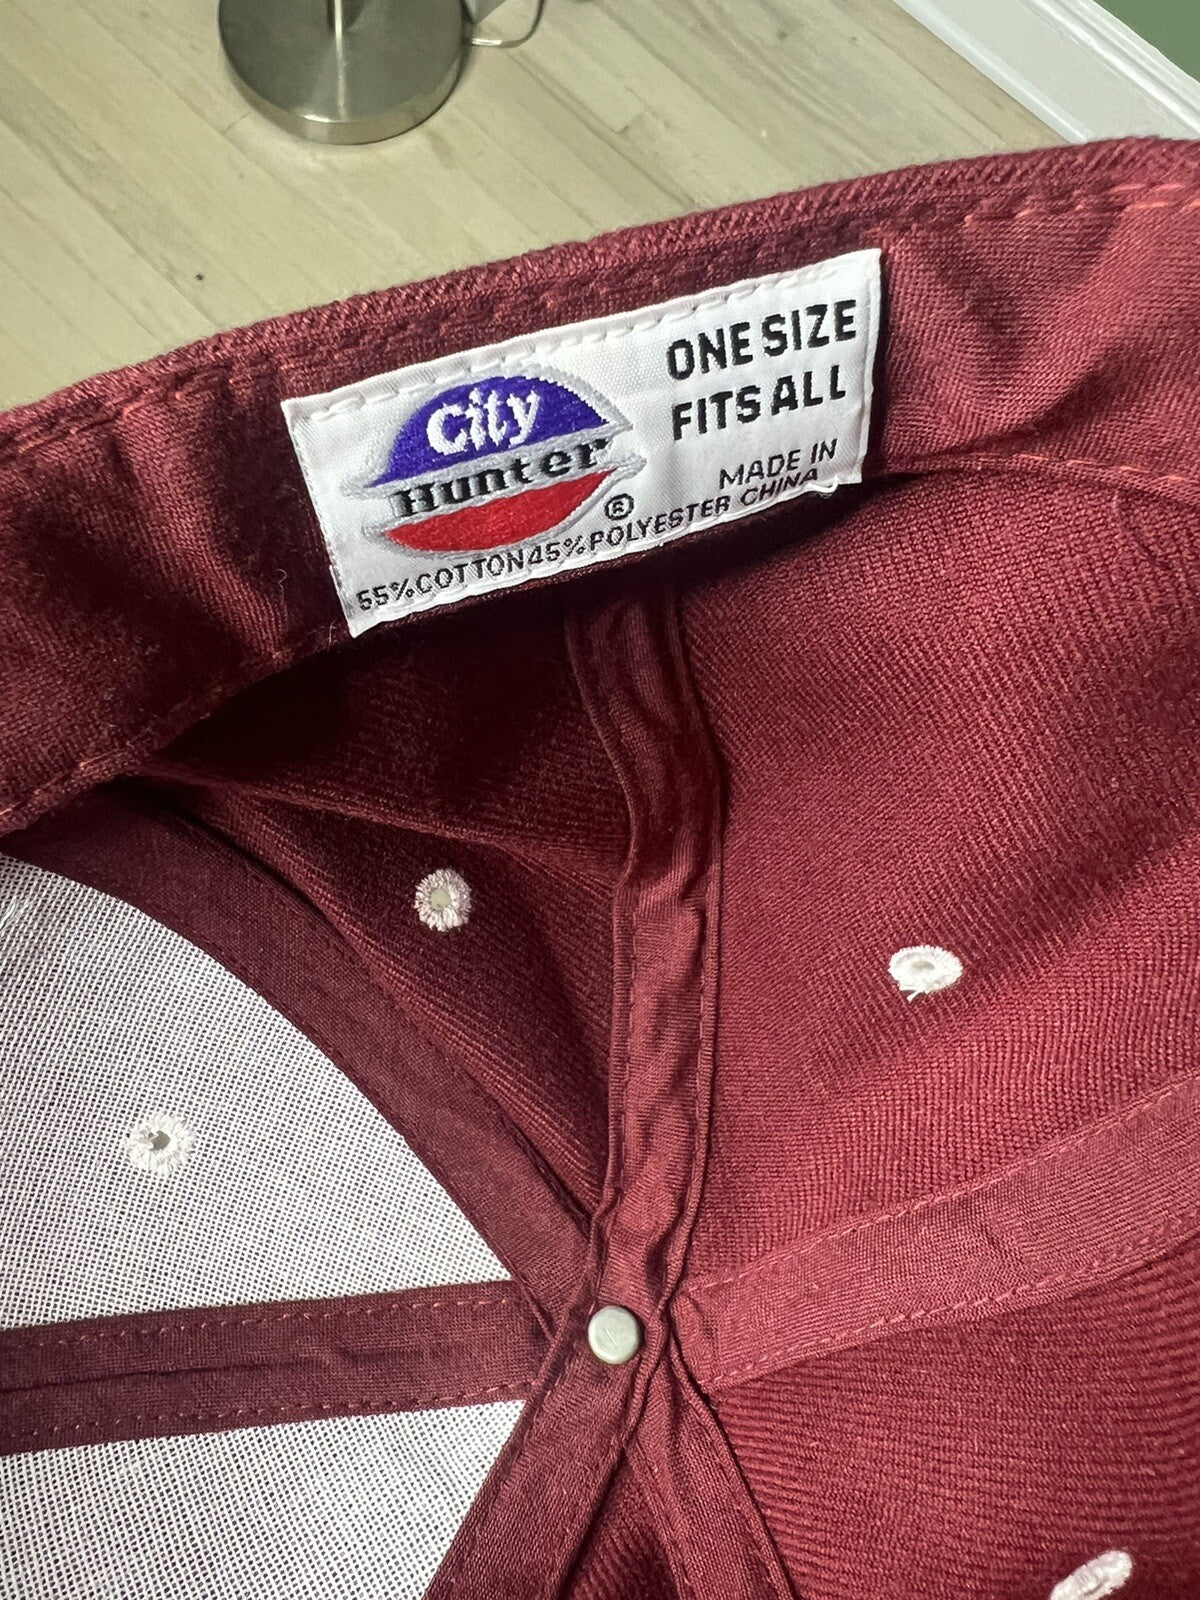 City
Hunter
®
ONE SIZE
FITS ALL
MADE IN
CHINA
55%COTTON45%POLYESTER